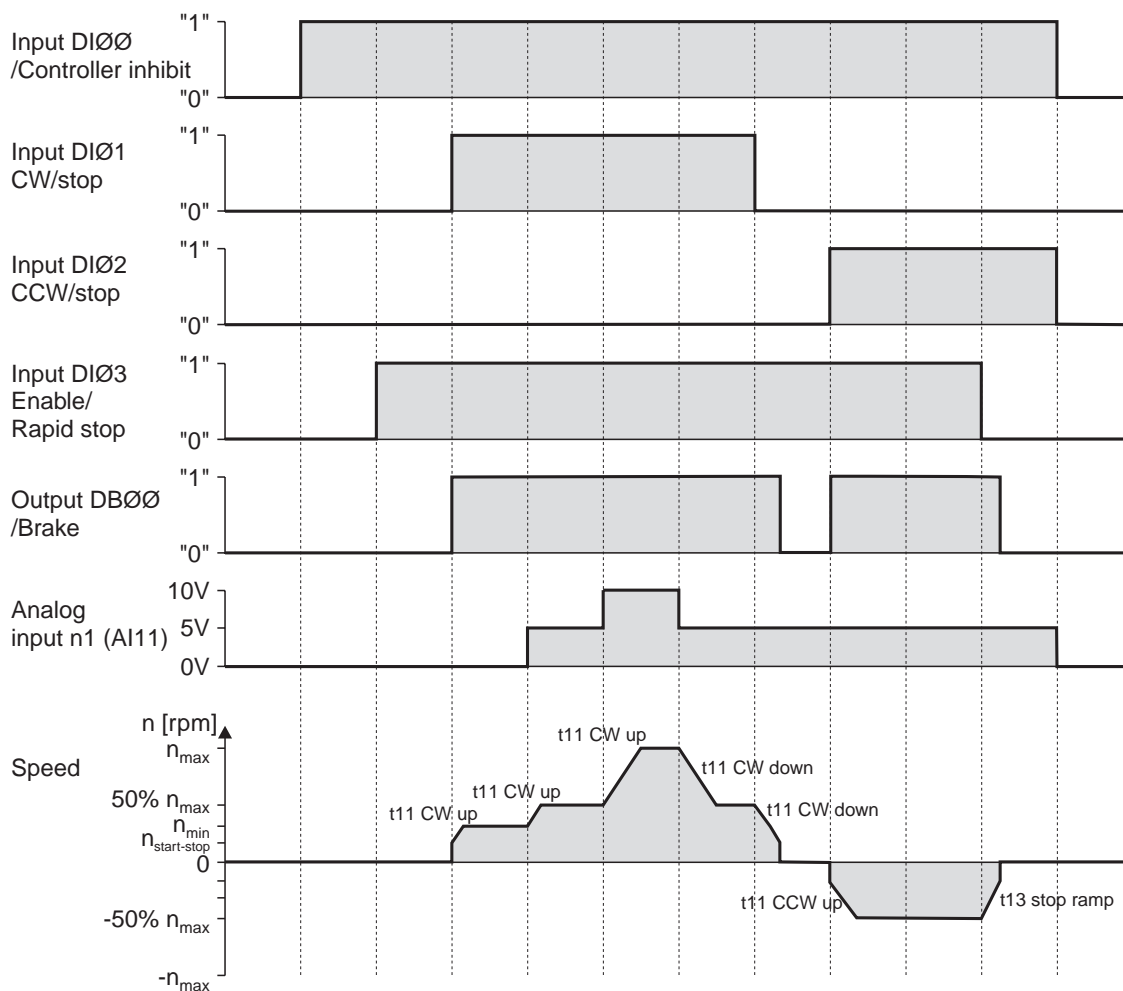 "1"
Input DIØØ
/Controller inhibit
"0"
"1"
Input DIØ1
CW/stop
"0"
"1"
Input DIØ2
CCW/stop
"0"
"1"
Input DIØ3
Enable/
Rapid stop
"0"
"1"
Output DBØØ
/Brake
"0"
10V
Analog
input n1 (AI11)
5V
0V
n [rpm]
Speed
nmax
50% nmax
nmin
nstart-stop
0
-50% nmax
-nmax
t11 CW up
t11 CW up
t11 CW up
t11 CW down
t11 CW down
t11 CCW up
t13 stop ramp